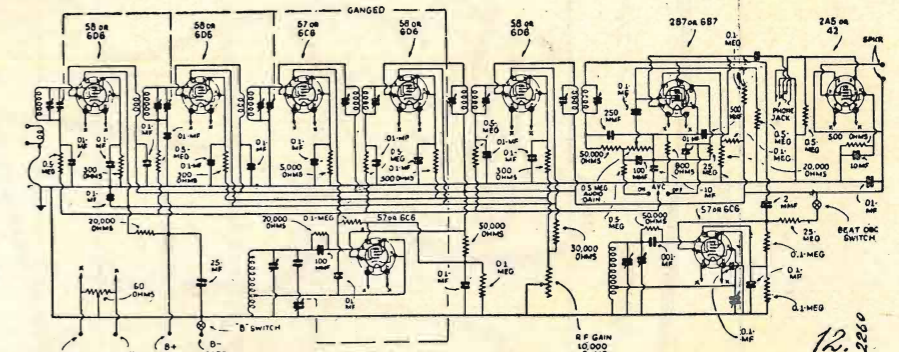 GANGED
58 OR
6D6
58 OR
6D6
57 OR
6C6
58 OR
6D6
58 OR
6D6
2B7 OR 6B7
2A5 OR
42
SPKR
0.1-
MEG
PHONE
JACK
0.1-
MF
250
MMF
500
MMF
.01 MF
0.1-
MEG
0.5-
MEG
0.5-
MEG
500 OHMS
10 MF
0.5
MEG
0.1-
MF
0.1-
MF
300
OHMS
0.1-
MF
0.1-MF
0.1-MF
300
OHMS
0.1-
MF
0.1-
MF
5,000
OHMS
0.1-MF
0.5-
MEG
0.1-MF
300 OHMS
0.5-
MEG
0.1-
MF
0.1-
MF
300
OHMS
50,000
OHMS
100
MMF
800
OHMS
.25
MEG
20,000
OHMS
0.1-
MF
0.5 MEG
AUDIO
GAIN
ON
AVC
OFF
10
MF
0.5-
MEG
20,000
OHMS
20,000
OHMS
0.1-MEG
57 OR 6C6
100
MMF
.01
MF
50,000
OHMS
0.1
MF
0.1
MEG
30,000
OHMS
50,000
OHMS
.001
MF
57 OR 6C6
2
MMF
BEAT OSC
SWITCH
.25-
MEG
0.1-MEG
0.1
MF
0.1-MEG
0.1-
MF
.25-
MF
60
OHMS
"B" SWITCH
B+
B-
R F GAIN
10,000
12.
2260